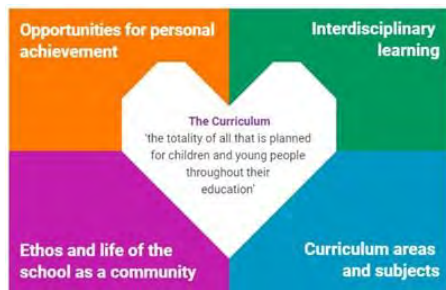 Opportunities for personal
achievement
Interdisciplinary
learning
The Curriculum
'the totality of all that is planned
for children and young people
throughout their
education'
Ethos and life of the
school as a community
Curriculum areas
and subjects